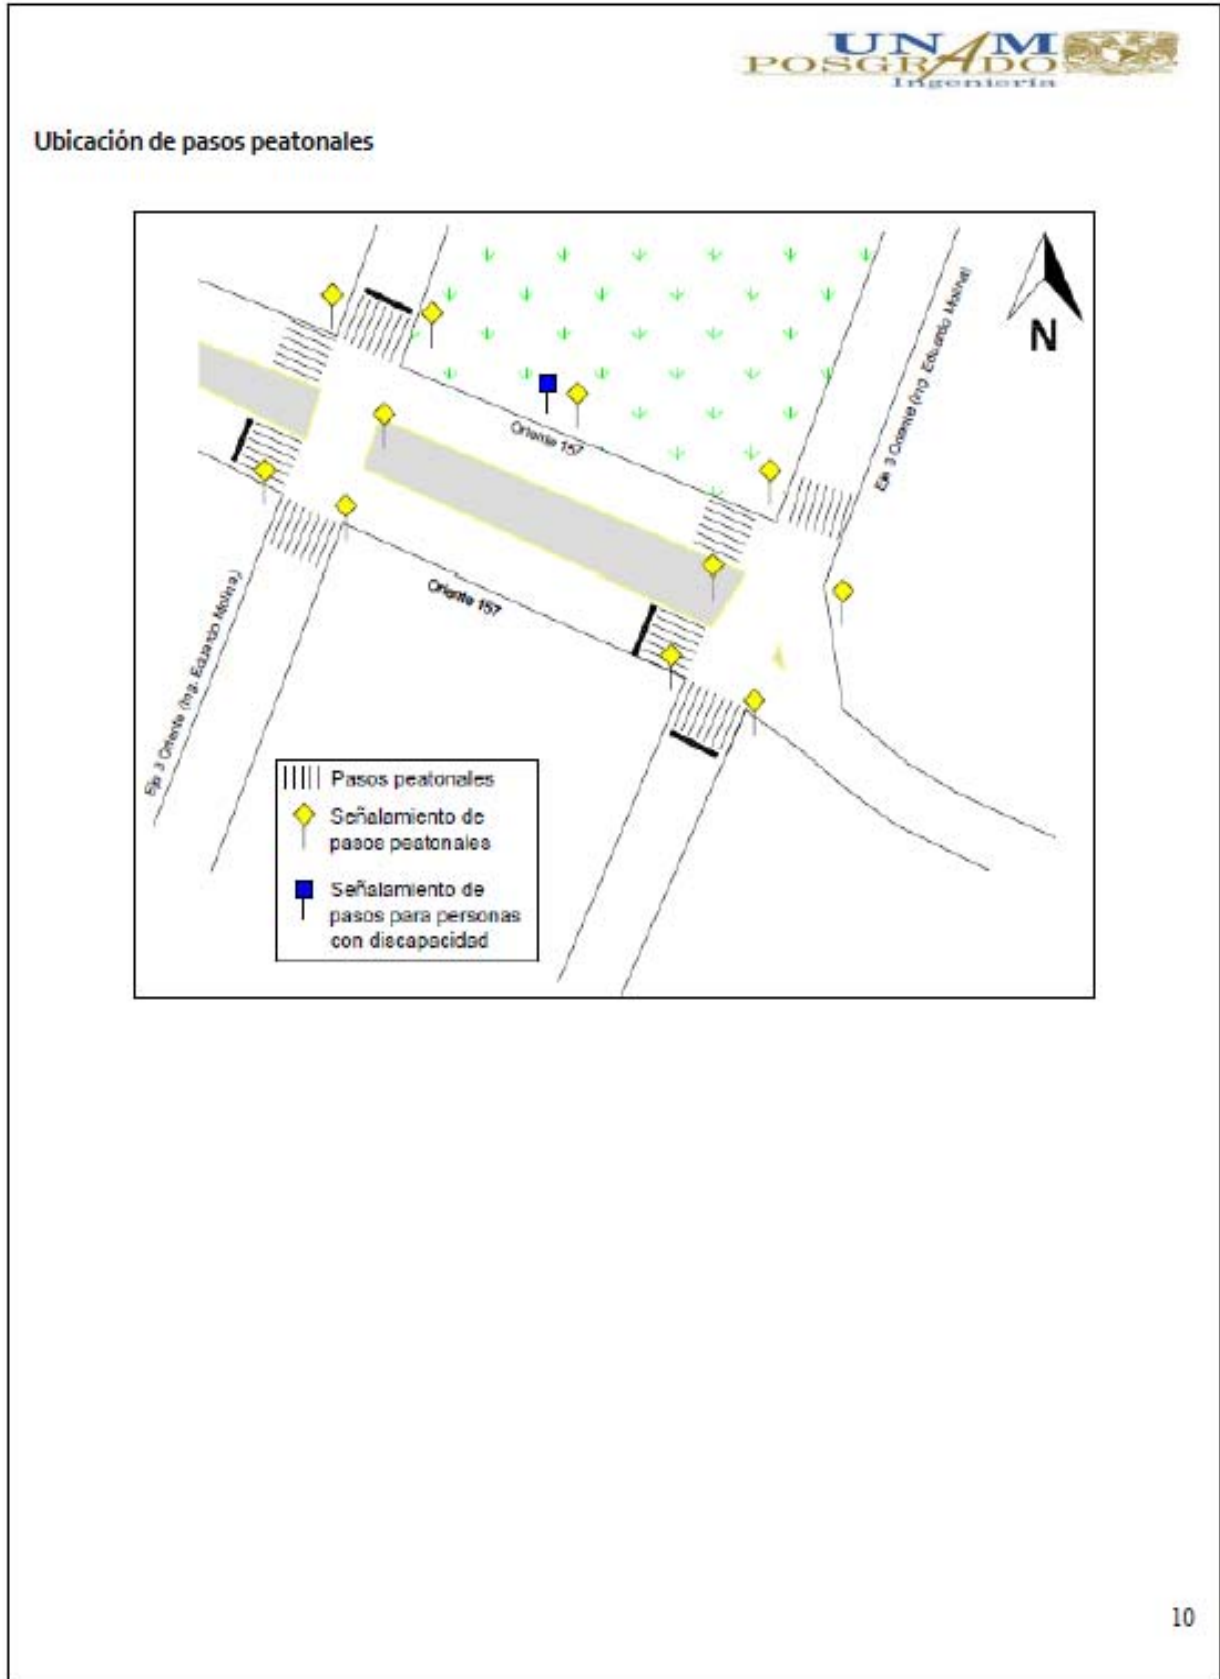 UNAM
POSGRADO
Ingeniería
Ubicación de pasos peatonales
N
Eje 3 Oriente (Ing. Eduardo Molina)
Oriente 157
Oriente 157
Eje 3 Oriente (Ing. Eduardo Molina)
Pasos peatonales
Señalamiento de
pasos peatonales
Señalamiento de
pasos para personas
con discapacidad
10